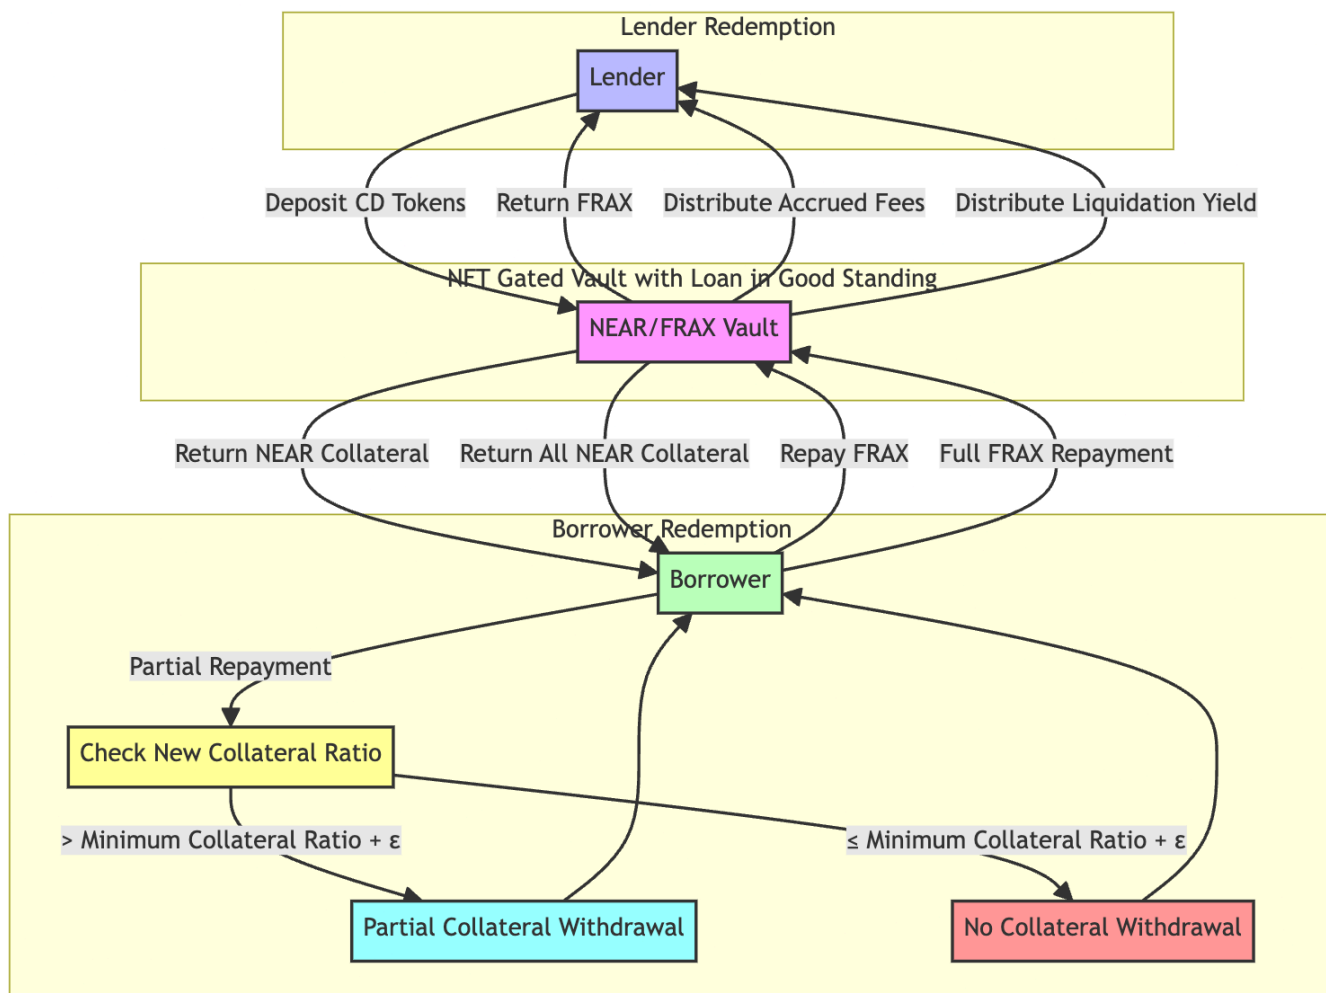 Lender Redemption
Lender
Deposit CD Tokens
Return FRAX
Distribute Accrued Fees
Distribute Liquidation Yield
NFT Gated Vault with Loan in Good Standing
NEAR/FRAX Vault
Return NEAR Collateral
Return All NEAR Collateral
Repay FRAX
Full FRAX Repayment
Borrower Redemption
Borrower
Partial Repayment
Check New Collateral Ratio
> Minimum Collateral Ratio + ε
≤ Minimum Collateral Ratio + ε
Partial Collateral Withdrawal
No Collateral Withdrawal